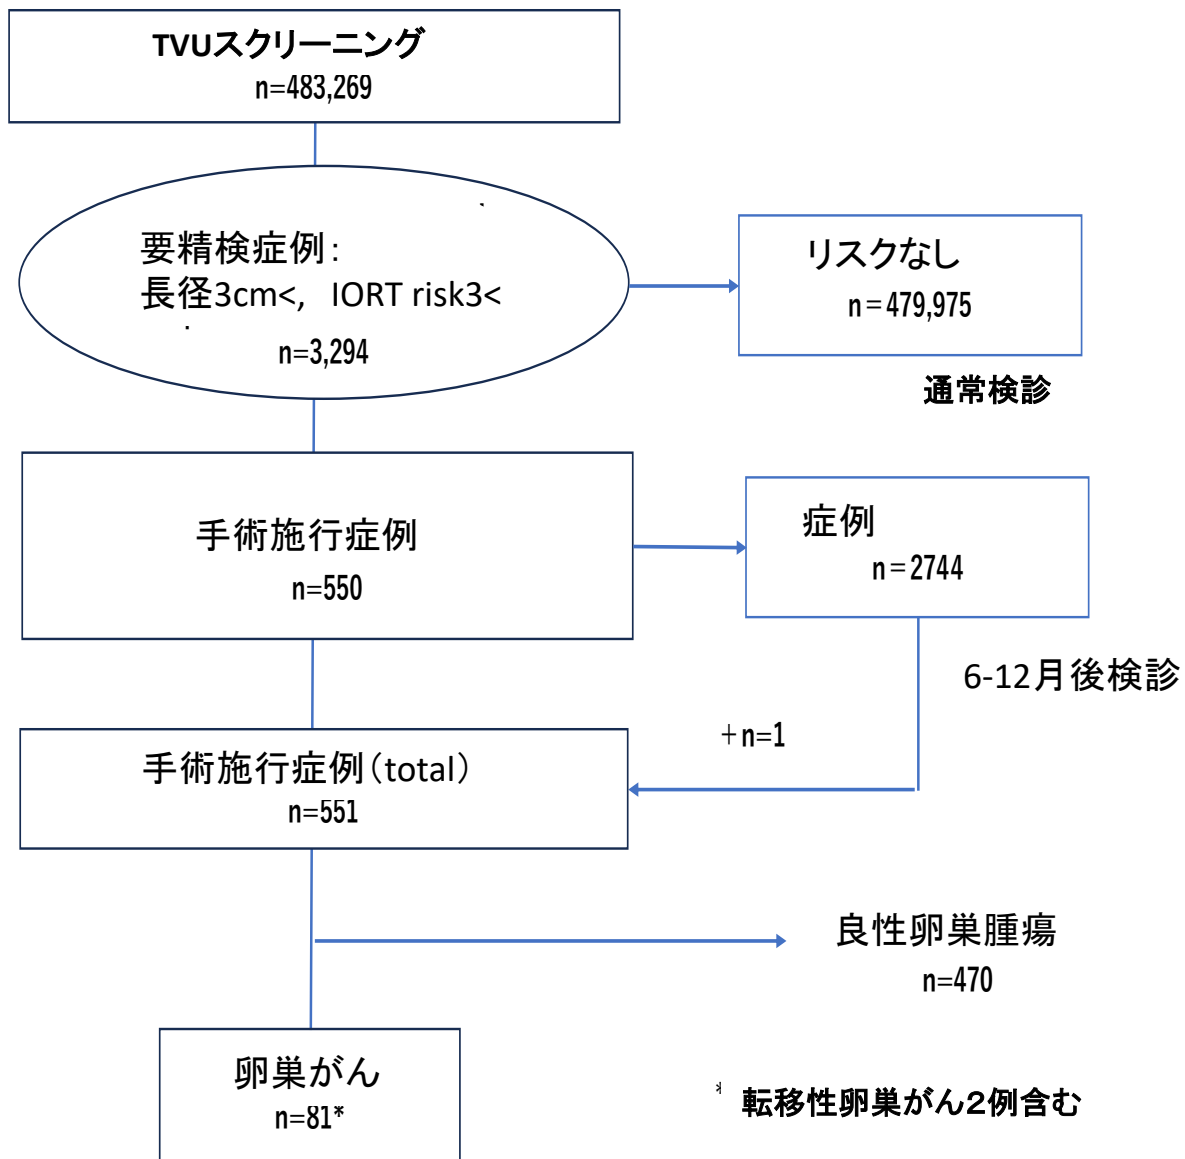 TVUスクリーニング
n=483,269
要精検症例：
長径3cm<, IORT risk3<
n=3,294
リスクなし
n＝479,975
通常検診
手術施行症例
n=550
症例
n＝2744
6-12月後検診
＋n=1
手術施行症例（total）
n=551
良性卵巣腫瘍
n=470
卵巣がん
n=81*
* 転移性卵巣がん２例含む